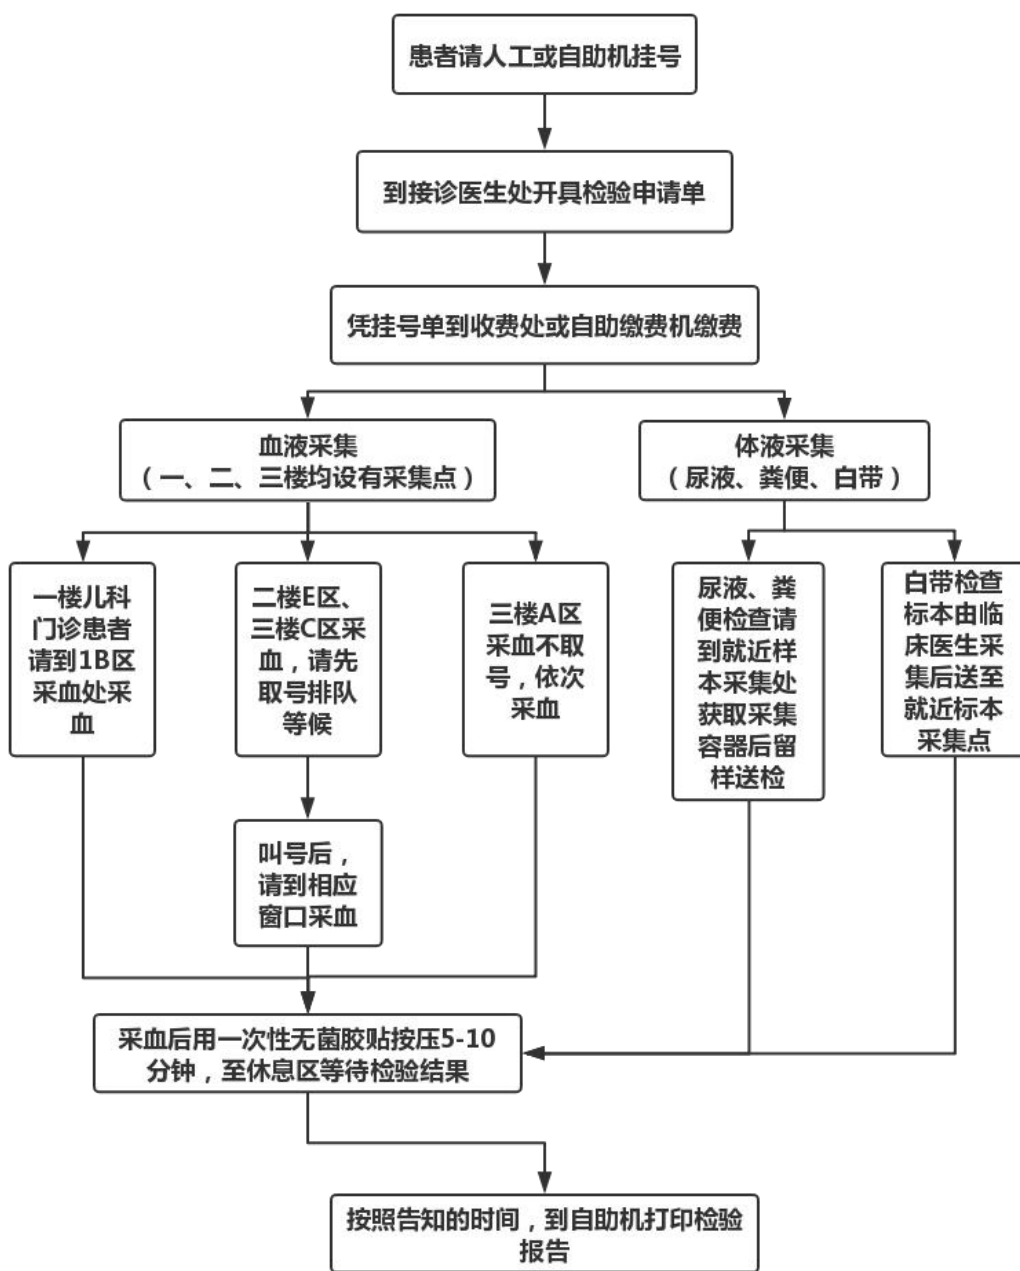 患者请人工或自助机挂号
到接诊医生处开具检验申请单
凭挂号单到收费处或自助缴费机缴费
血液采集
（一、二、三楼均设有采集点）
体液采集
（尿液、粪便、白带）
一楼儿科
门诊患者
请到1B区
采血处采
血
二楼E区、
三楼C区采
血，请先
取号排队
等候
三楼A区
采血不取
号，依次
采血
尿液、粪
便检查请
到就近样
本采集处
获取采集
容器后留
样送检
白带检查
标本由临
床医生采
集后送至
就近标本
采集点
叫号后，
请到相应
窗口采血
采血后用一次性无菌胶贴按压5-10
分钟，至休息区等待检验结果
按照告知的时间，到自助机打印检验
报告